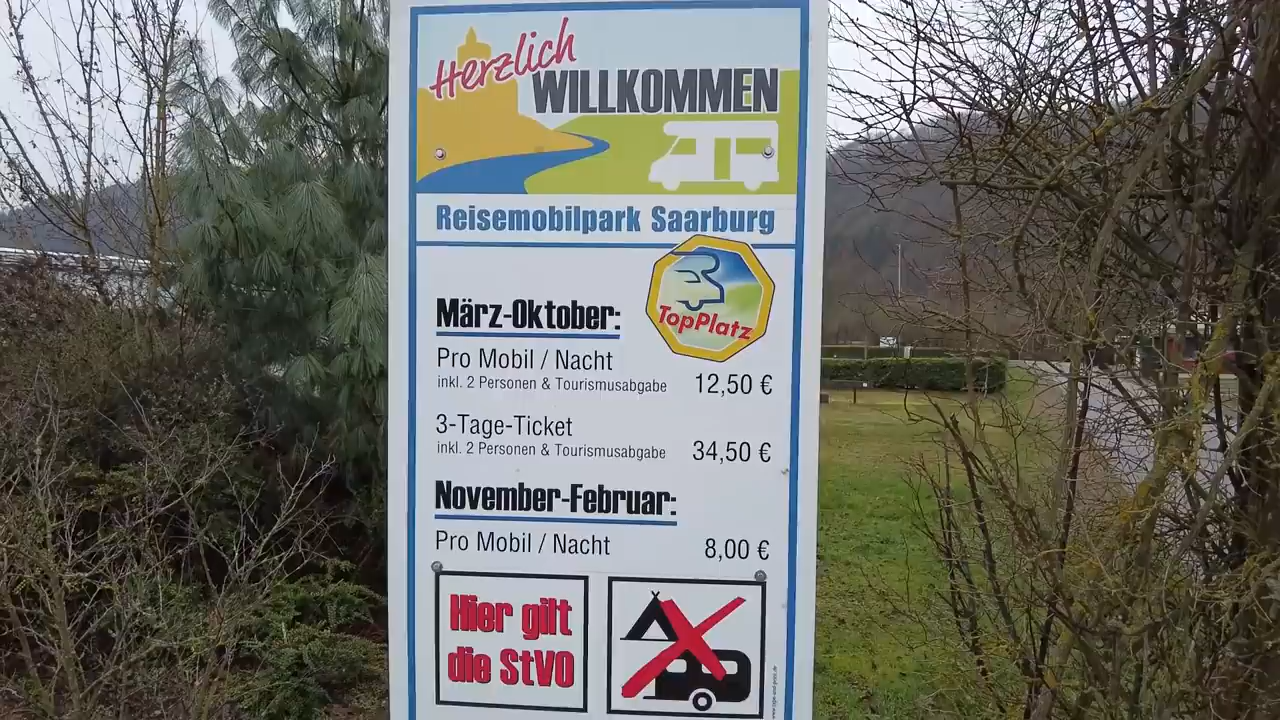 Herzlich
WILLKOMMEN
Reisemobilpark Saarburg
TopPlatz
März-Oktober:
Pro Mobil / Nacht
inkl. 2 Personen & Tourismusabgabe 12,50 €
3-Tage-Ticket
inkl. 2 Personen & Tourismusabgabe 34,50 €
November-Februar:
Pro Mobil / Nacht 8,00 €
Hier gilt
die StVO